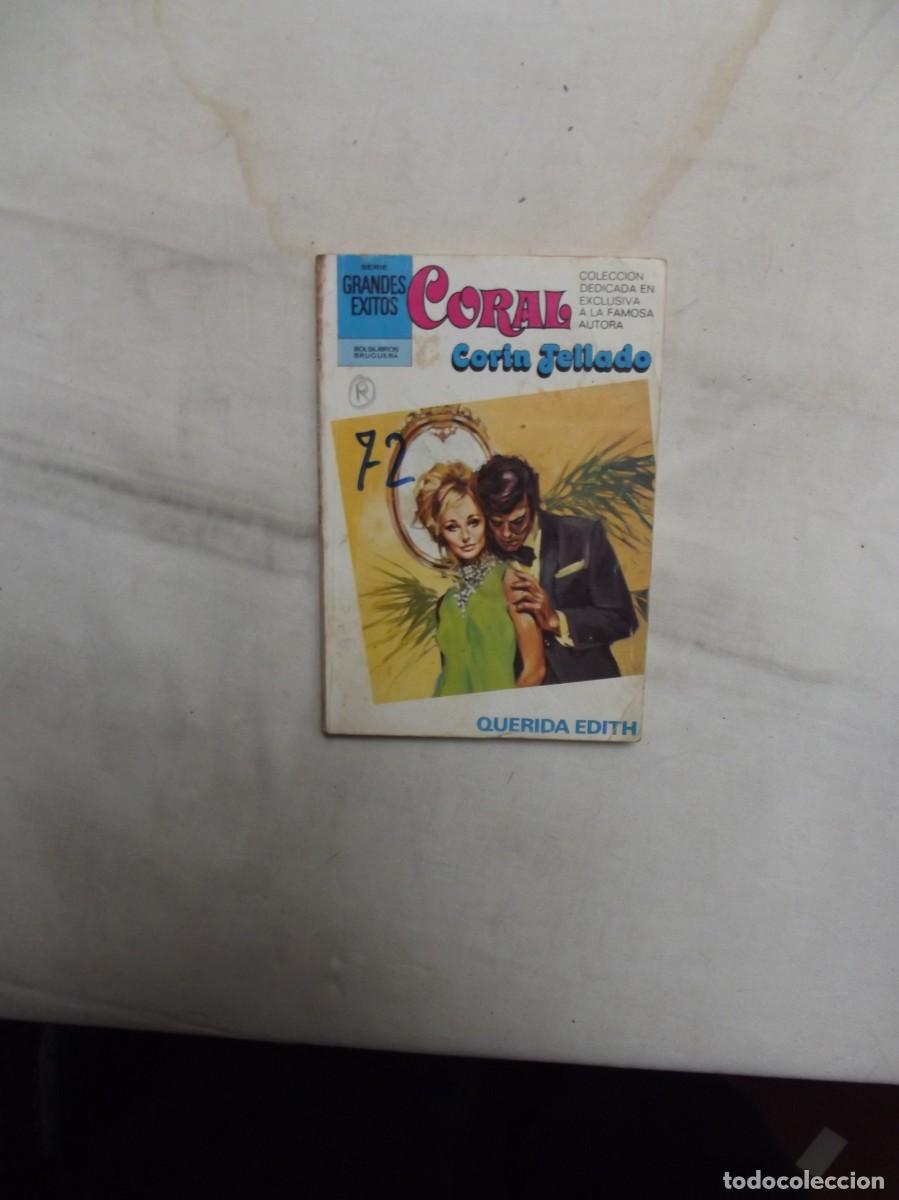 SERIE
GRANDES
EXITOS
BOLSILIBROS
BRUGUERA
CORAL
COLECCION
DEDICADA EN
EXCLUSIVA
A LA FAMOSA
AUTORA
Corín Tellado
R
72
QUERIDA EDITH
todocoleccion